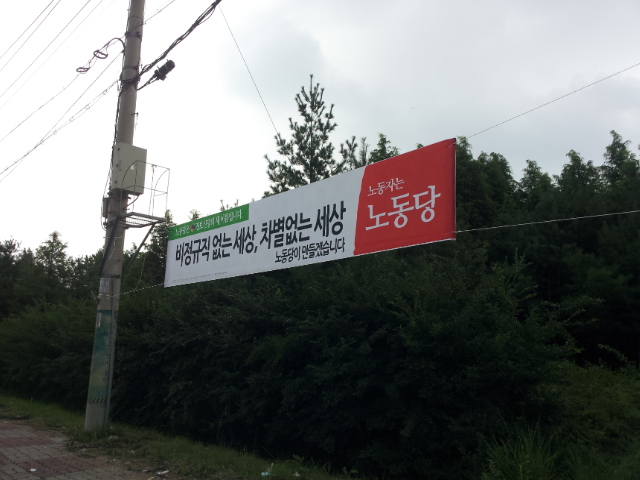 비정규직 없는 세상, 차별없는 세상
노동당이 만들겠습니다
노동자는
노동당